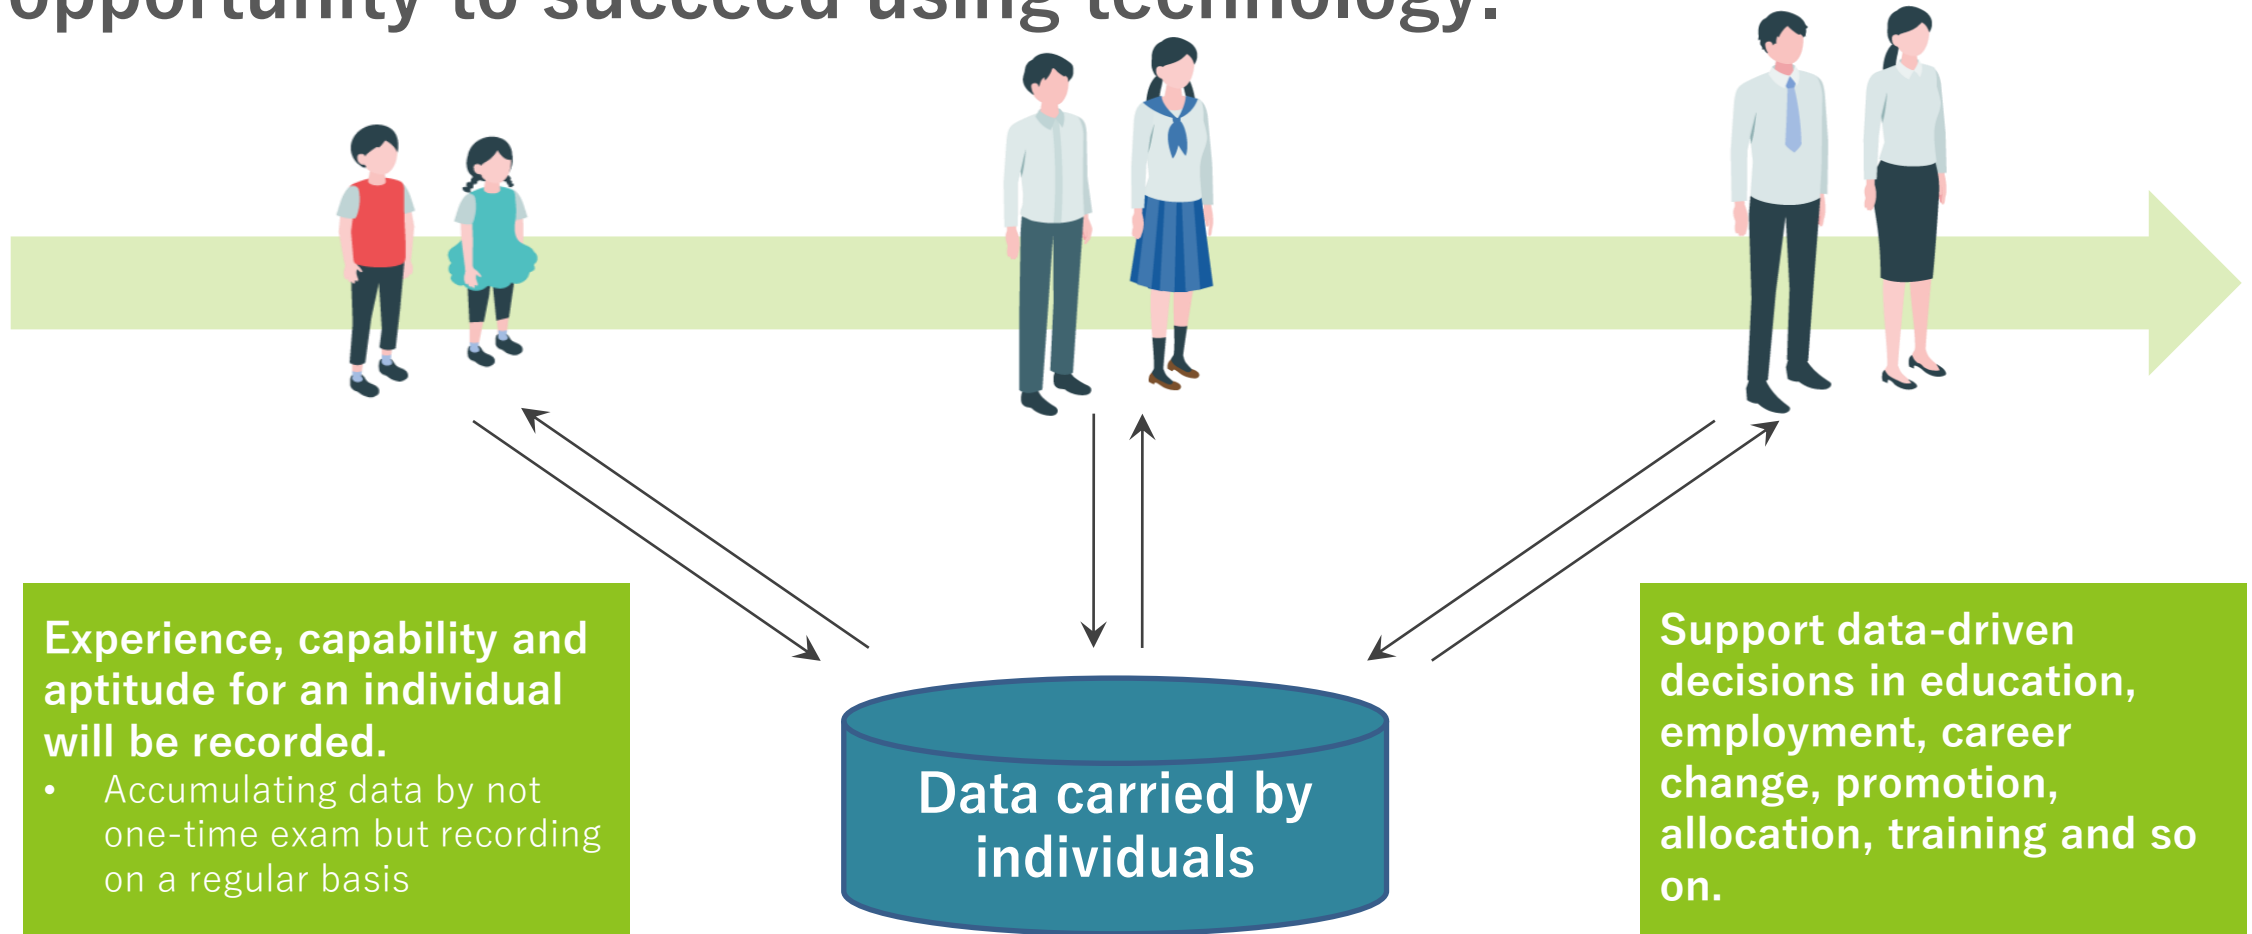 opportunity to succeed using technology.
Experience, capability and
aptitude for an individual
will be recorded.
• Accumulating data by not
one-time exam but recording
on a regular basis
Data carried by
individuals
Support data-driven
decisions in education,
employment, career
change, promotion,
allocation, training and so
on.